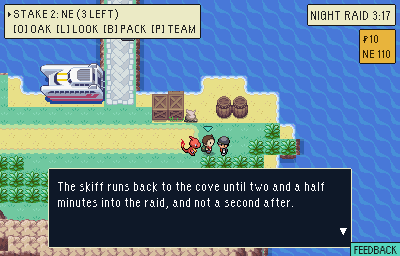 ▶STAKE 2: NE (3 LEFT)
[O] OAK [L] LOOK [B] PACK [P] TEAM
NIGHT RAID 3:17
₽10
NE 110
The skiff runs back to the cove until two and a half
minutes into the raid, and not a second after.
FEEDBACK